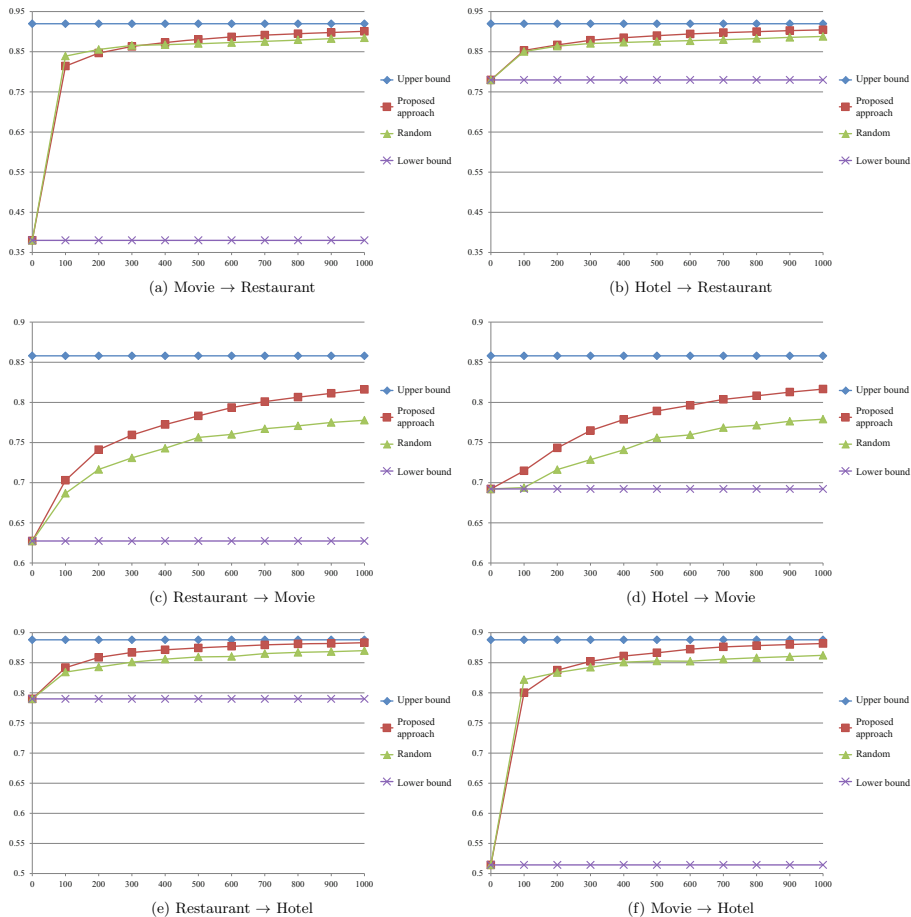 0.95
0.85
0.75
0.65
0.55
0.45
0.35
0 100 200 300 400 500 600 700 800 900 1000
Upper bound
Proposed
approach
Random
Lower bound
(a) Movie → Restaurant
0.95
0.85
0.75
0.65
0.55
0.45
0.35
0 100 200 300 400 500 600 700 800 900 1000
Upper bound
Proposed
approach
Random
Lower bound
(b) Hotel → Restaurant
0.9
0.85
0.8
0.75
0.7
0.65
0.6
0 100 200 300 400 500 600 700 800 900 1000
Upper bound
Proposed
approach
Random
Lower bound
(c) Restaurant → Movie
0.9
0.85
0.8
0.75
0.7
0.65
0.6
0 100 200 300 400 500 600 700 800 900 1000
Upper bound
Proposed
approach
Random
Lower bound
(d) Hotel → Movie
0.9
0.85
0.8
0.75
0.7
0.65
0.6
0.55
0.5
0 100 200 300 400 500 600 700 800 900 1000
Upper bound
Proposed
approach
Random
Lower bound
(e) Restaurant → Hotel
0.9
0.85
0.8
0.75
0.7
0.65
0.6
0.55
0.5
0 100 200 300 400 500 600 700 800 900 1000
Upper bound
Proposed
approach
Random
Lower bound
(f) Movie → Hotel